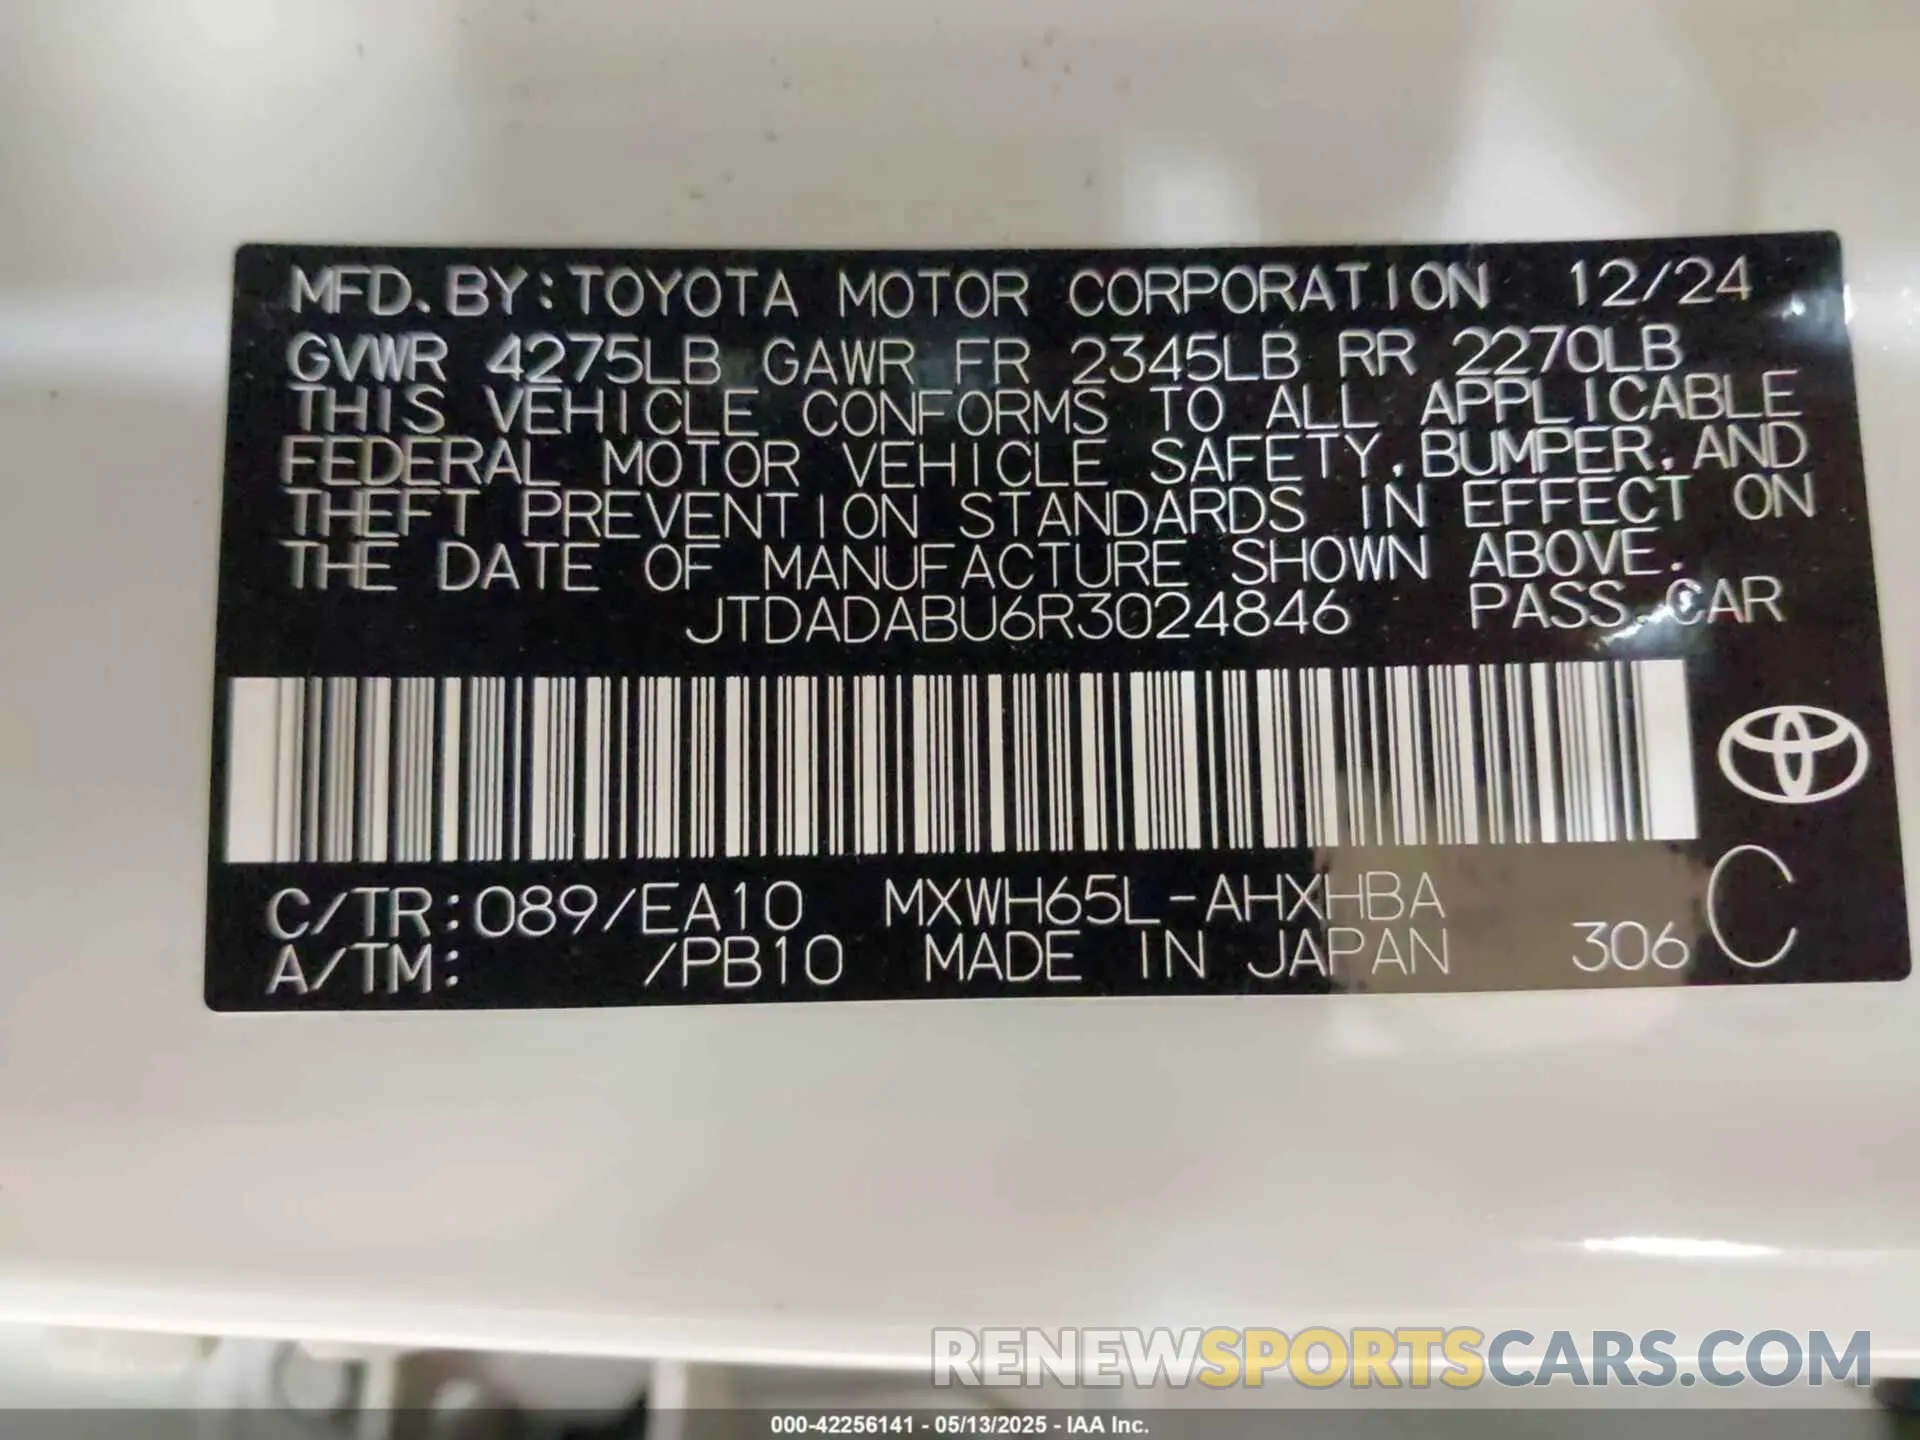 MFD. BY: TOYOTA MOTOR CORPORATION 12/24
GVWR 4275LB GAWR FR 2345LB RR 2270LB
THIS VEHICLE CONFORMS TO ALL APPLICABLE
FEDERAL MOTOR VEHICLE SAFETY, BUMPER, AND
THEFT PREVENTION STANDARDS IN EFFECT ON
THE DATE OF MANUFACTURE SHOWN ABOVE.
JTDADABU6R3024846 PASS.CAR
C/TR:089/EA10 MXWH65L-AHXHBA
A/TM: /PB10 MADE IN JAPAN 306 C
RENEWSPORTSCARS.COM
000-42256141 - 05/13/2025 - IAA Inc.